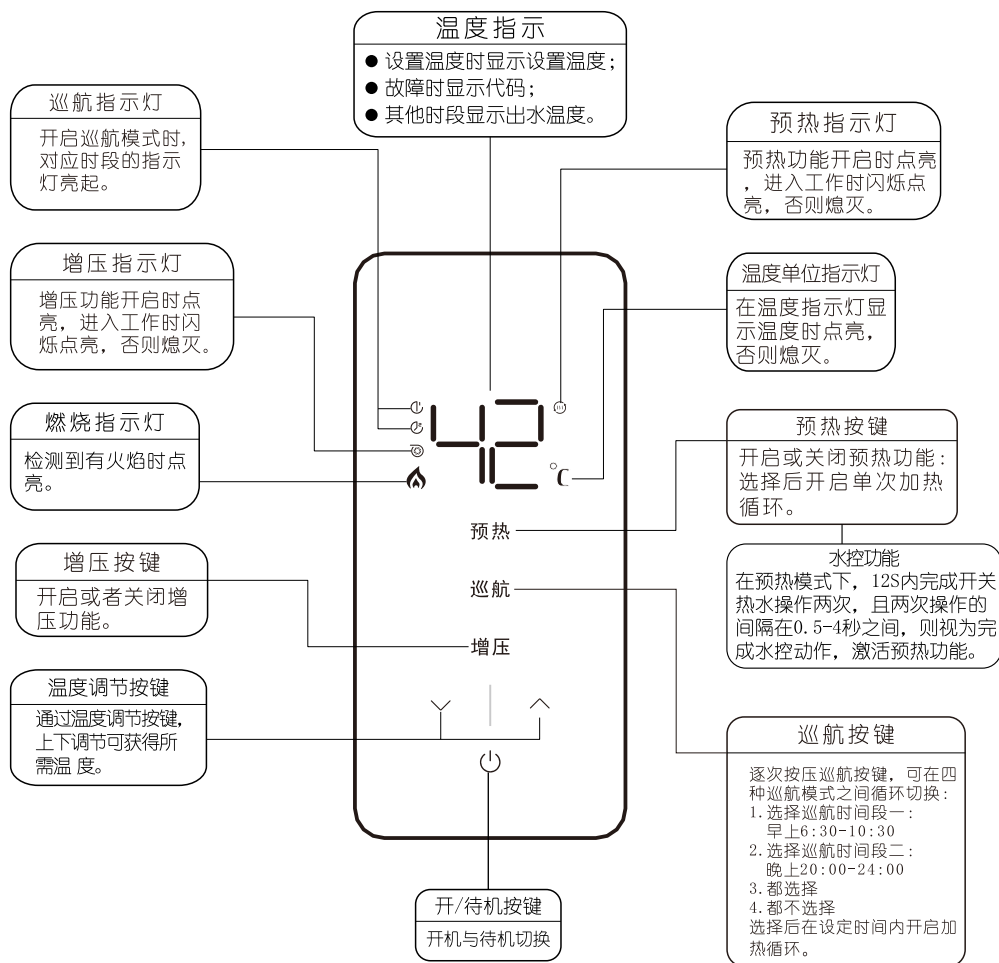 温度指示
● 设置温度时显示设置温度；
● 故障时显示代码；
● 其他时段显示出水温度。
巡航指示灯
开启巡航模式时，
对应时段的指示
灯亮起。
预热指示灯
预热功能开启时点亮
，进入工作时闪烁点
亮，否则熄灭。
增压指示灯
增压功能开启时点
亮，进入工作时闪
烁点亮，否则熄灭。
温度单位指示灯
在温度指示灯显
示温度时点亮，
否则熄灭。
燃烧指示灯
检测到有火焰时点
亮。
42
℃
预热
巡航
增压
预热按键
开启或关闭预热功能：
选择后开启单次加热
循环。
水控功能
在预热模式下，12S内完成开关
热水操作两次，且两次操作的
间隔在0.5-4秒之间，则视为完
成水控动作，激活预热功能。
增压按键
开启或者关闭增
压功能。
温度调节按键
通过温度调节按键，
上下调节可获得所
需温 度。
巡航按键
逐次按压巡航按键，可在四
种巡航模式之间循环切换：
1.选择巡航时间段一：
早上6:30-10:30
2.选择巡航时间段二：
晚上20:00-24:00
3.都选择
4.都不选择
选择后在设定时间内开启加
热循环。
开/待机按键
开机与待机切换